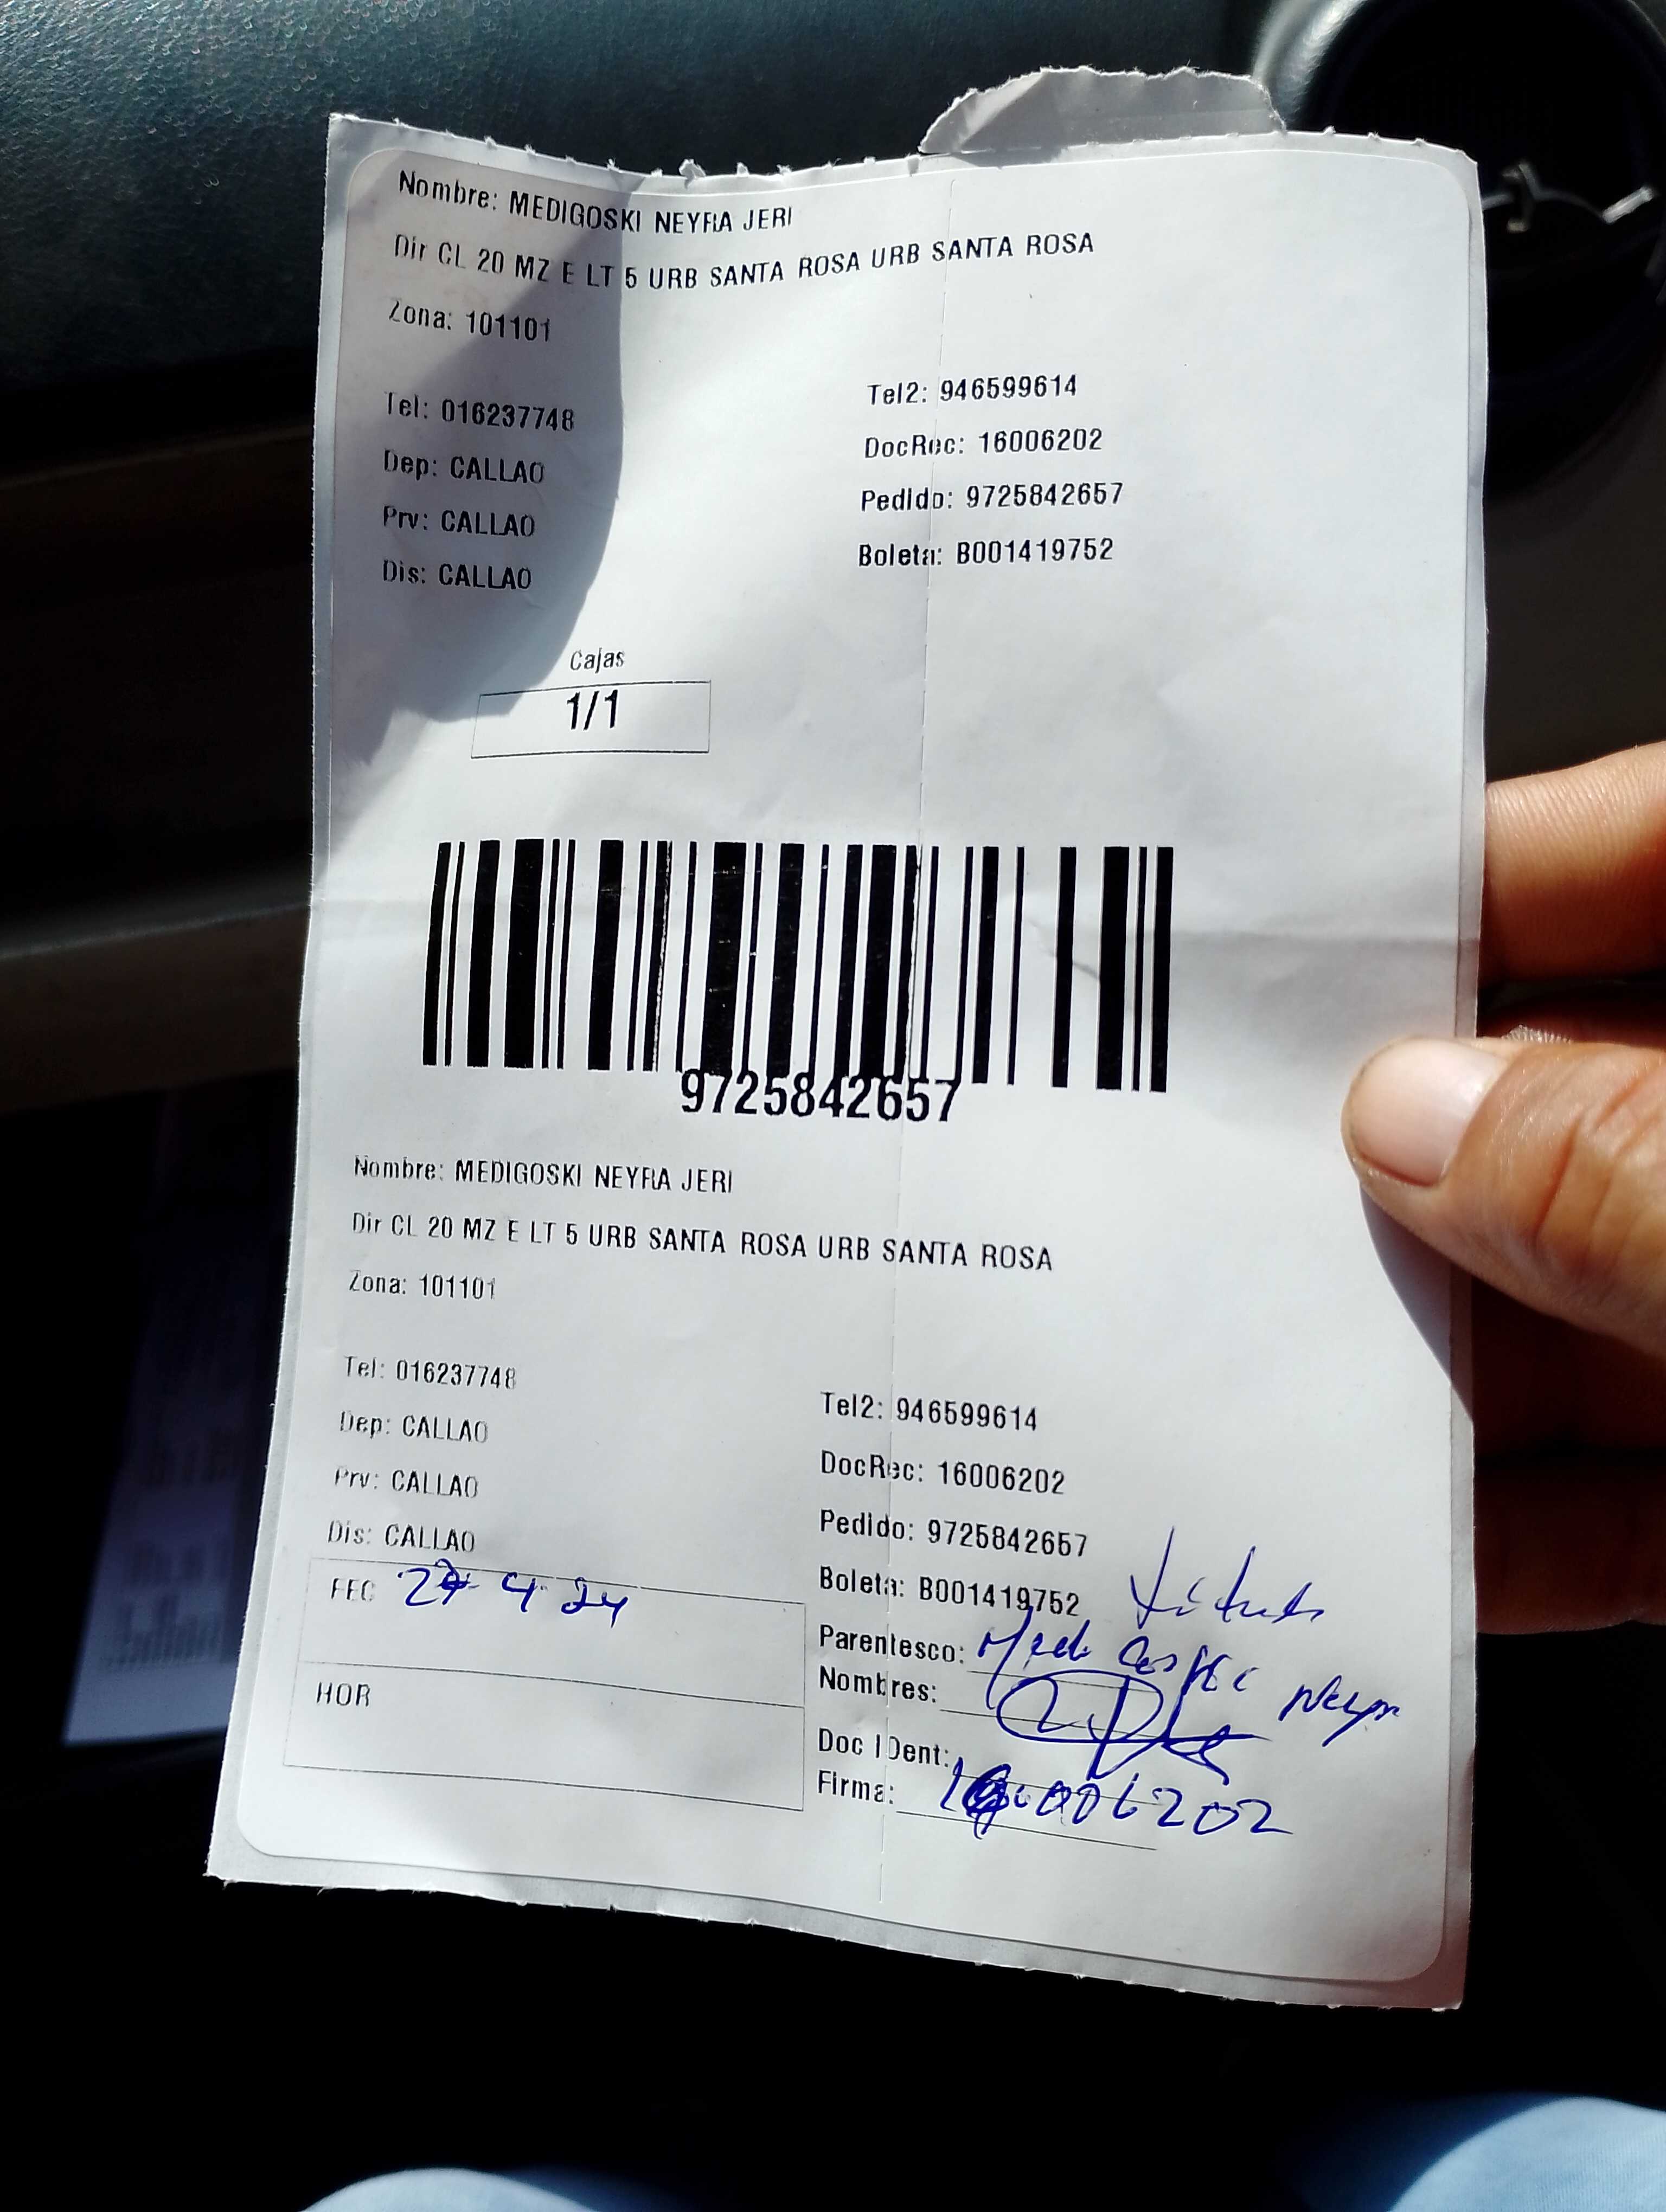 Nombre: MEDIGOSKI NEYRA JERI
Dir CL 20 MZ E LT 5 URB SANTA ROSA URB SANTA ROSA
Zona: 101101
Tel: 016237748
Tel2: 946599614
Dep: CALLAO
DocRec: 16006202
Prv: CALLAO
Pedido: 9725842657
Dis: CALLAO
Boleta: B001419752
Cajas
1/1
9725842657
Nombre: MEDIGOSKI NEYRA JERI
Dir CL 20 MZ E LT 5 URB SANTA ROSA URB SANTA ROSA
Zona: 101101
Tel: 016237748
Tel2: 946599614
Dep: CALLAO
DocRec: 16006202
Prv: CALLAO
Pedido: 9725842657
Dis: CALLAO
Boleta: B001419752
FEC 27 4 24
Parentesco:
Nombres:
HOR
Doc IDent:
Firma: 16006202